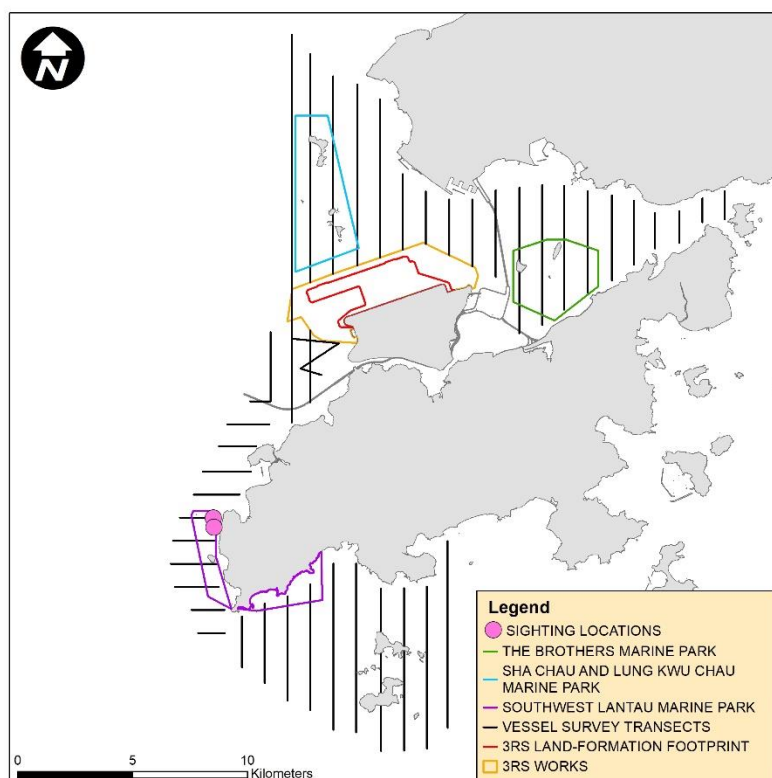 N
Legend
SIGHTING LOCATIONS
THE BROTHERS MARINE PARK
SHA CHAU AND LUNG KWU CHAU
MARINE PARK
SOUTHWEST LANTAU MARINE PARK
VESSEL SURVEY TRANSECTS
3RS LAND-FORMATION FOOTPRINT
3RS WORKS
0 5 10
Kilometers